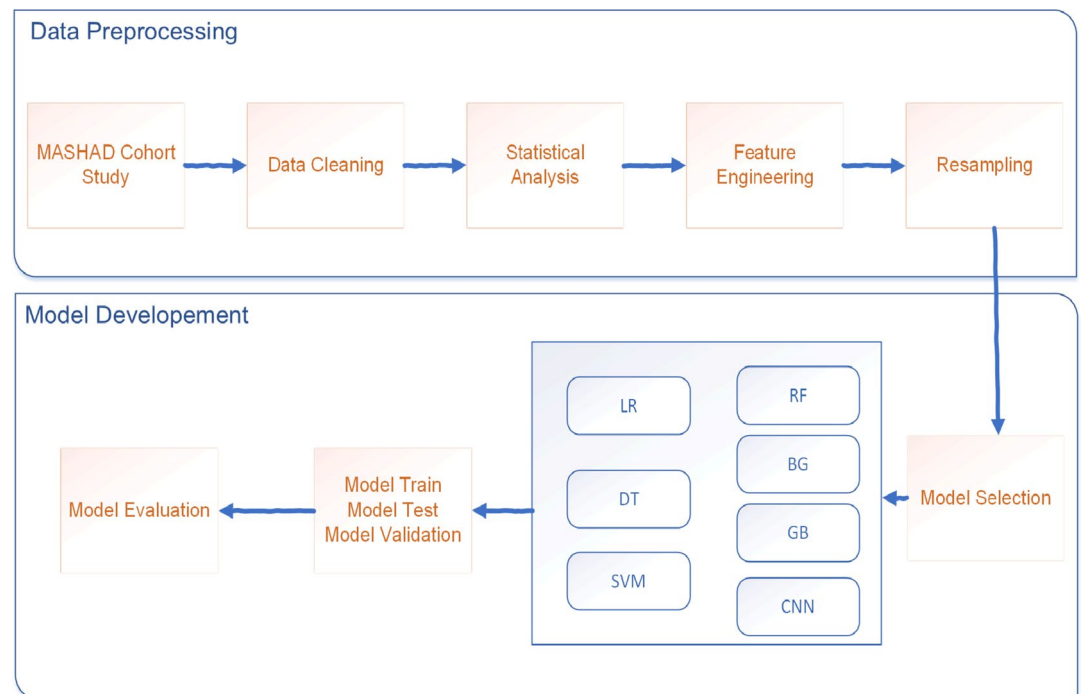 Data Preprocessing
MASHAD Cohort
Study
Data Cleaning
Statistical
Analysis
Feature
Engineering
Resampling
Model Developement
LR
DT
SVM
RF
BG
GB
CNN
Model Selection
Model Train
Model Test
Model Validation
Model Evaluation